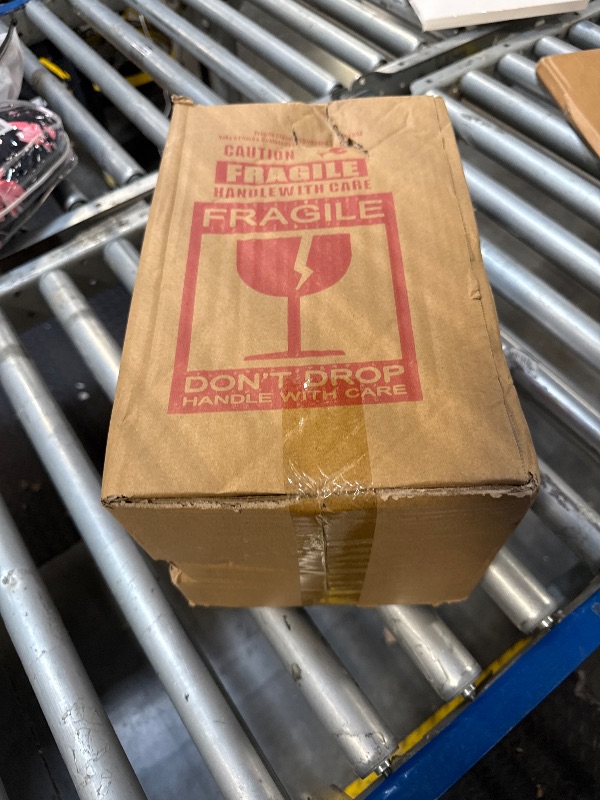 CAUTION
FRAGILE
HANDLE WITH CARE
FRAGILE
DON'T DROP
HANDLE WITH CARE